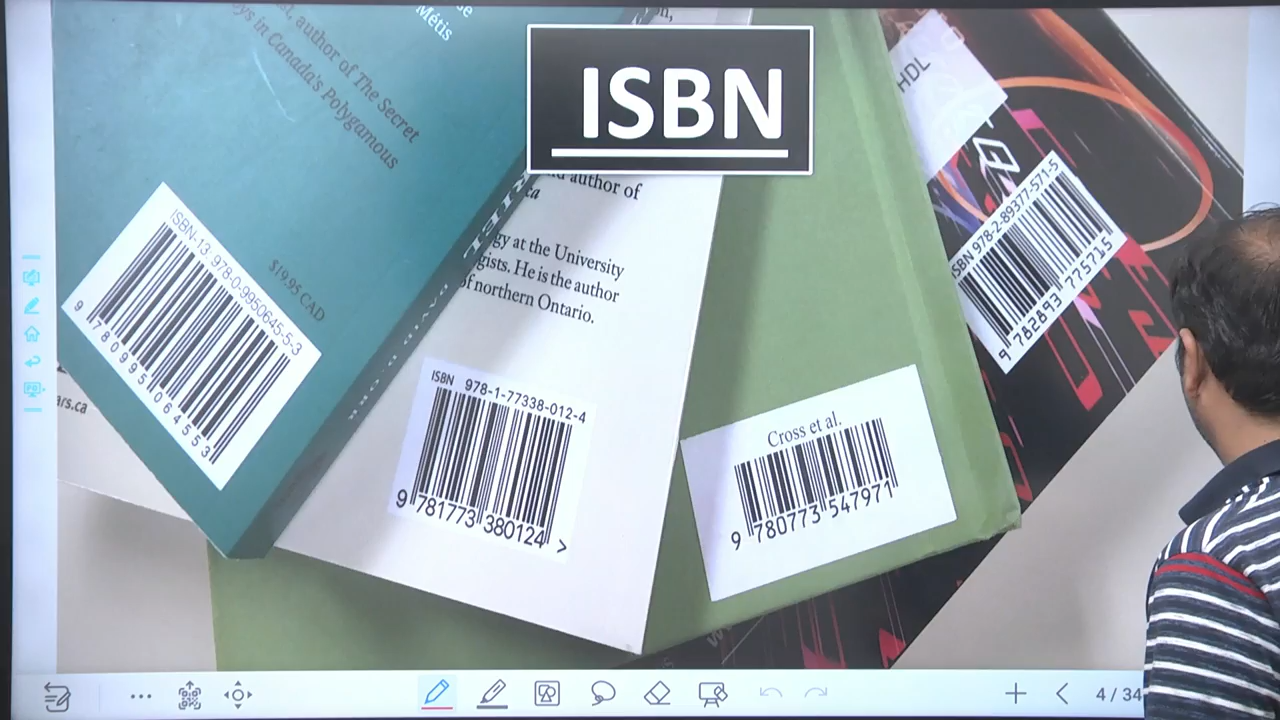 ISBN
Métis
author of The Secret
in Canada's Polygamous
ISBN-13: 978-0-9950645-5-3
9 780995 064553
$19.95 CAD
ars.ca
author of
ca
gy at the University
gists. He is the author
of northern Ontario.
ISBN 978-1-77338-012-4
9 781773 380124 >
Cross et al.
9 780773 547971
HDL
ISBN 978-2-89377-571-5
9 782893 775715
4 / 34